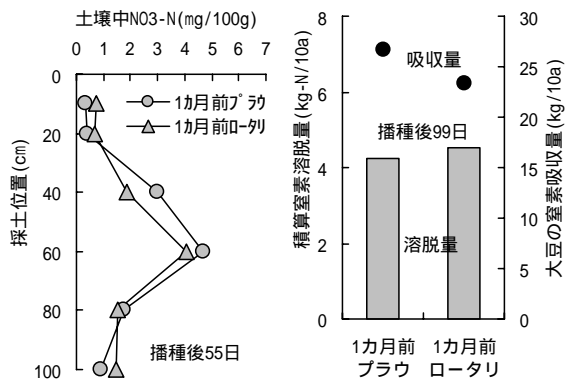 土壌中NO3-N(mg/100g)
0 1 2 3 4 5 6 7
0
20
40
60
80
100
採土位置(cm)
1カ月前プラウ
1カ月前ロータリ
播種後55日
8
6
4
2
0
積算窒素溶脱量(kg-N/10a)
吸収量
播種後99日
溶脱量
1カ月前
プラウ
1カ月前
ロータリ
30
25
20
15
10
5
0
大豆の窒素吸収量(kg/10a)